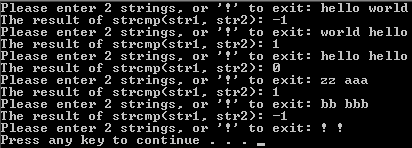 Please enter 2 strings, or '!' to exit: hello world
The result of strcmp(str1, str2): -1
Please enter 2 strings, or '!' to exit: world hello
The result of strcmp(str1, str2): 1
Please enter 2 strings, or '!' to exit: hello hello
The result of strcmp(str1, str2): 0
Please enter 2 strings, or '!' to exit: zz aaa
The result of strcmp(str1, str2): 1
Please enter 2 strings, or '!' to exit: bb bbb
The result of strcmp(str1, str2): -1
Please enter 2 strings, or '!' to exit: ! !
Press any key to continue . . . _